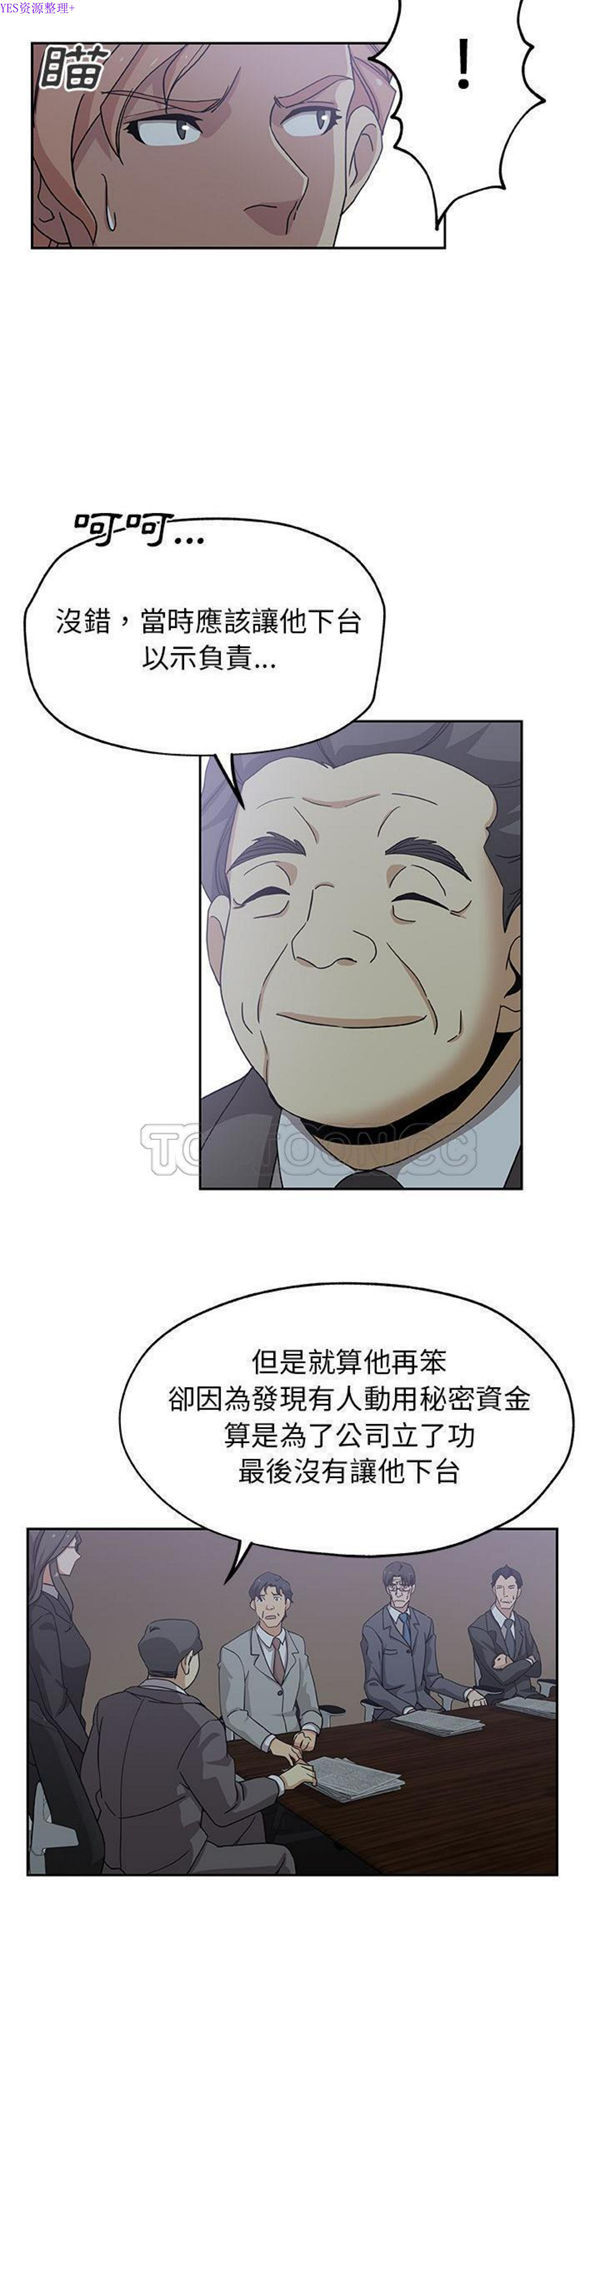 YES资源整理+
瞄
！
呵呵...
沒錯，當時應該讓他下台
以示負責...
TOPTOON.CC
但是就算他再笨
卻因為發現有人動用秘密資金
算是為了公司立了功
最後沒有讓他下台